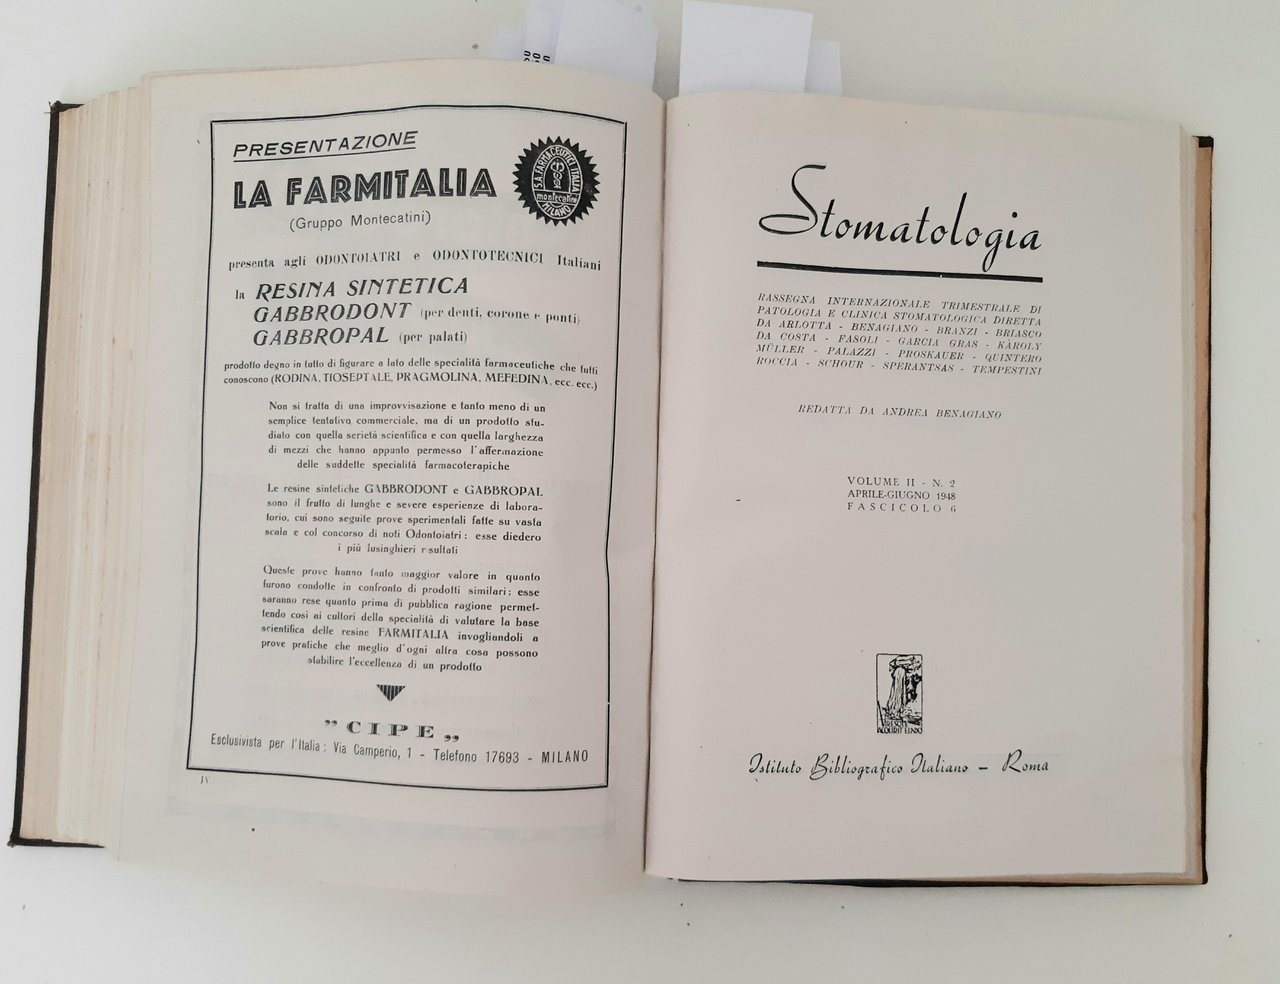 PRESENTAZIONE
LA FARMITALIA
(Gruppo Montecatini)
S.A. FARMACEUTICI ITALIA
montecatini
MILANO
presenta agli ODONTOIATRI e ODONTOTECNICI Italiani
la RESINA SINTETICA
GABBRODONT (per denti, corone e ponti)
GABBROPAL (per palati)
prodotto degno in tutto di figurare a lato delle specialità farmaceutiche che tutti
conoscono (RODINA, TIOSEPTALE, PRAGMOLINA, MEFEDINA, ecc. ecc.)
Non si tratta di una improvvisazione e tanto meno di un
semplice tentativo commerciale, ma di un prodotto stu-
diato con quella serietà scientifica e con quella larghezza
di mezzi che hanno appunto permesso l'affermazione
delle suddette specialità farmacoterapiche
Le resine sintetiche GABBRODONT e GABBROPAL
sono il frutto di lunghe e severe esperienze di labora-
torio, cui sono seguite prove sperimentali fatte su vasta
scala e col concorso di noti Odontoiatri: esse diedero
i più lusinghieri r sultati
Queste prove hanno tanto maggior valore in quanto
furono condotte in confronto di prodotti similari; esse
saranno rese quanto prima di pubblica ragione permet-
tendo così ai cultori della specialità di valutare la base
scientifica delle resine FARMITALIA invogliandoli a
prove pratiche che meglio d'ogni altra cosa possono
stabilire l'eccellenza di un prodotto
„ CIPE „
Esclusivista per l'Italia: Via Camperio, 1 - Telefono 17693 - MILANO
IV
Stomatologia
RASSEGNA INTERNAZIONALE TRIMESTRALE DI
PATOLOGIA E CLINICA STOMATOLOGICA DIRETTA
DA ARLOTTA - BENAGIANO - BRANZI - BRIASCO
DA COSTA - FASOLI - GARCIA GRAS - KÁROLY
MÜLLER - PALAZZI - PROSKAUER - QUINTERO
ROCCIA - SCHOUR - SPERANTSAS - TEMPESTINI
REDATTA DA ANDREA BENAGIANO
VOLUME II - N. 2
APRILE-GIUGNO 1948
FASCICOLO 6
VIRESQUE
ACQUIRIT EUNDO
Istituto Bibliografico Italiano - Roma